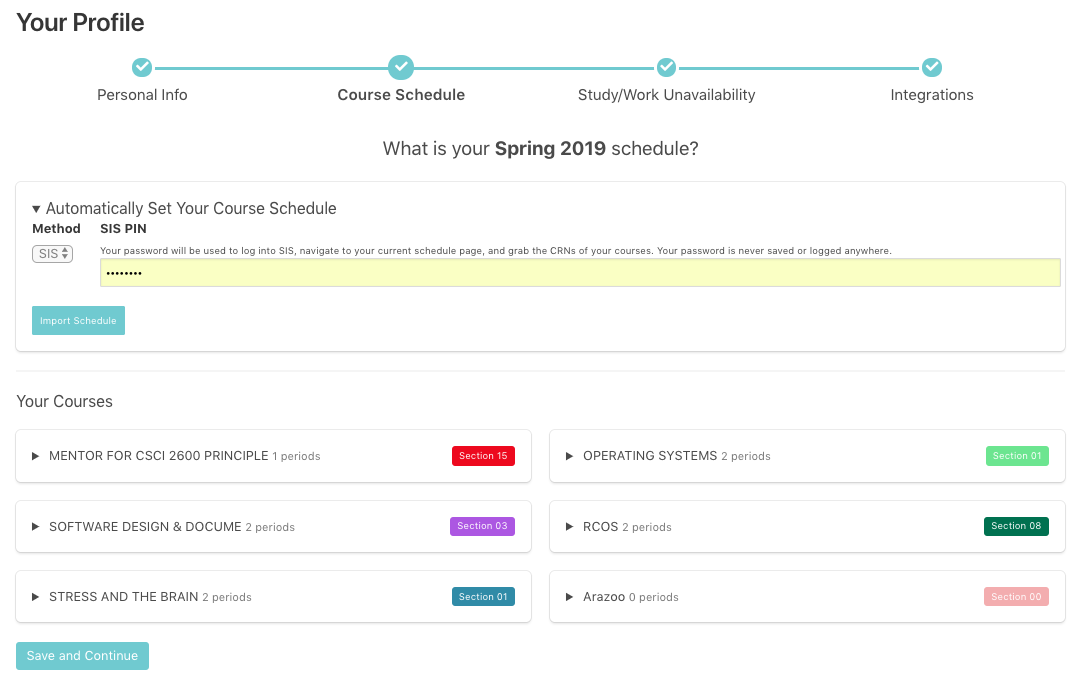 Your Profile
Personal Info
Course Schedule
Study/Work Unavailability
Integrations
What is your Spring 2019 schedule?
▼ Automatically Set Your Course Schedule
Method SIS PIN
Your password will be used to log into SIS, navigate to your current schedule page, and grab the CRNs of your courses. Your password is never saved or logged anywhere.
SIS
••••••••
Import Schedule
Your Courses
MENTOR FOR CSCI 2600 PRINCIPLE 1 periods Section 15
OPERATING SYSTEMS 2 periods Section 01
SOFTWARE DESIGN & DOCUME 2 periods Section 03
RCOS 2 periods Section 08
STRESS AND THE BRAIN 2 periods Section 01
Arazoo 0 periods Section 00
Save and Continue